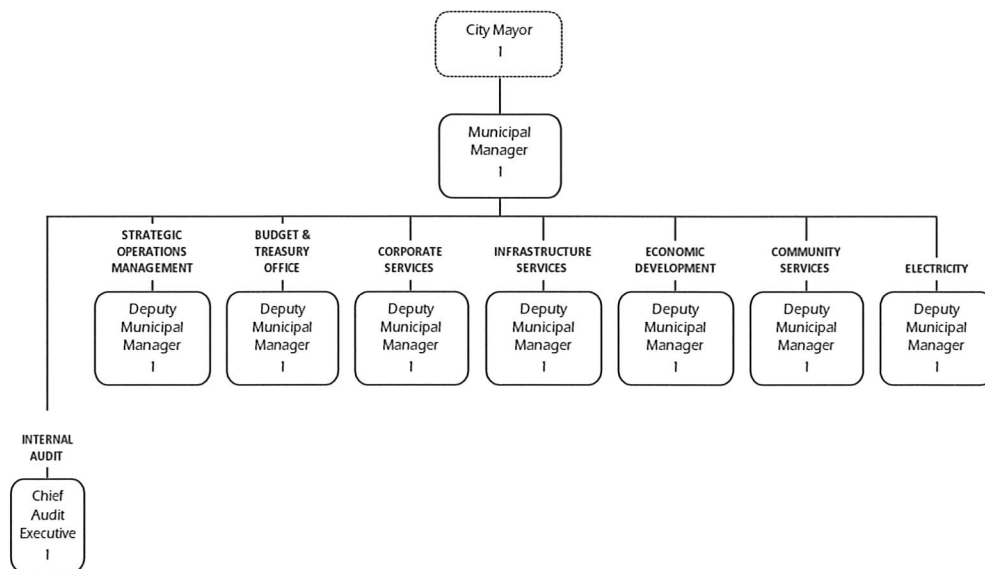 City Mayor
1
Municipal
Manager
1
STRATEGIC
OPERATIONS
MANAGEMENT
BUDGET &
TREASURY
OFFICE
CORPORATE
SERVICES
INFRASTRUCTURE
SERVICES
ECONOMIC
DEVELOPMENT
COMMUNITY
SERVICES
ELECTRICITY
Deputy
Municipal
Manager
1
Deputy
Municipal
Manager
1
Deputy
Municipal
Manager
1
Deputy
Municipal
Manager
1
Deputy
Municipal
Manager
1
Deputy
Municipal
Manager
1
Deputy
Municipal
Manager
1
INTERNAL
AUDIT
Chief
Audit
Executive
1